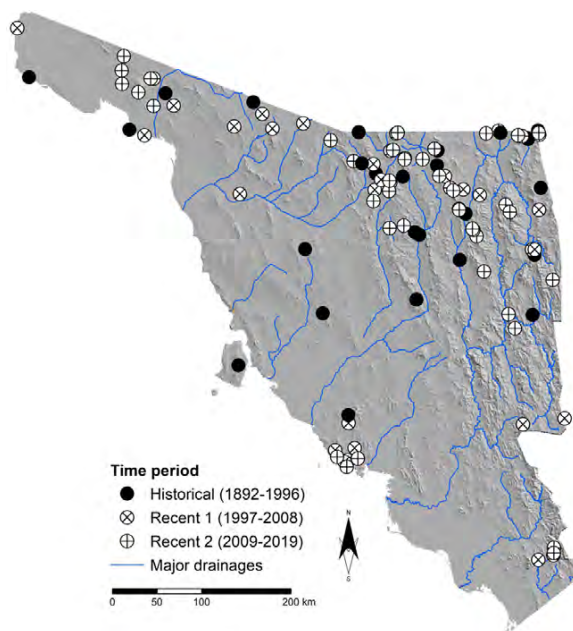 Time period
Historical (1892-1996)
Recent 1 (1997-2008)
Recent 2 (2009-2019)
Major drainages
0 50 100 200 km
N
S